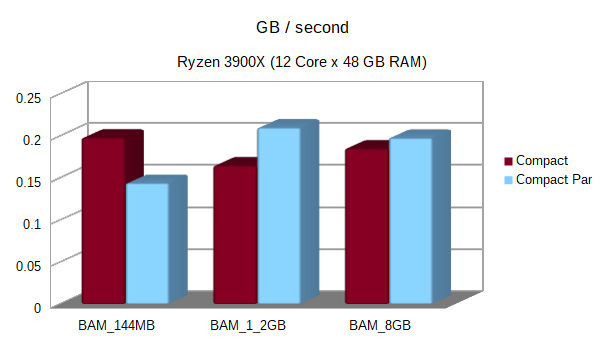 GB / second
Ryzen 3900X (12 Core x 48 GB RAM)
0.25
0.2
0.15
0.1
0.05
0
BAM_144MB
BAM_1_2GB
BAM_8GB
Compact
Compact Par